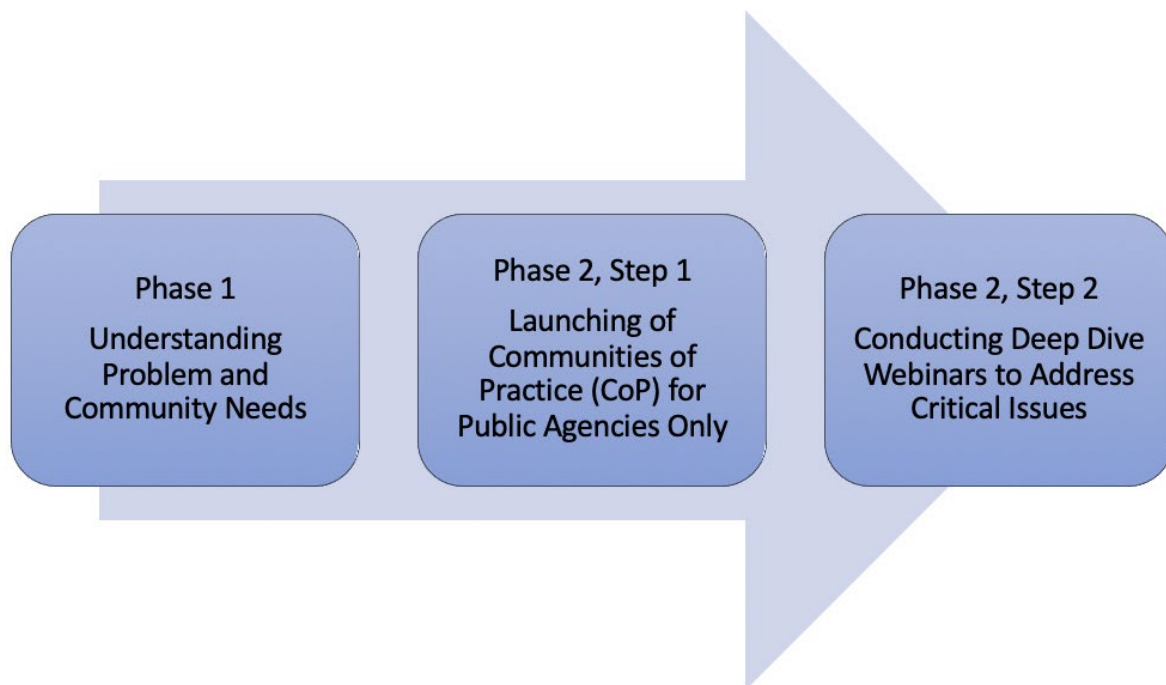 Phase 1
Understanding
Problem and
Community Needs
Phase 2, Step 1
Launching of
Communities of
Practice (CoP) for
Public Agencies Only
Phase 2, Step 2
Conducting Deep Dive
Webinars to Address
Critical Issues